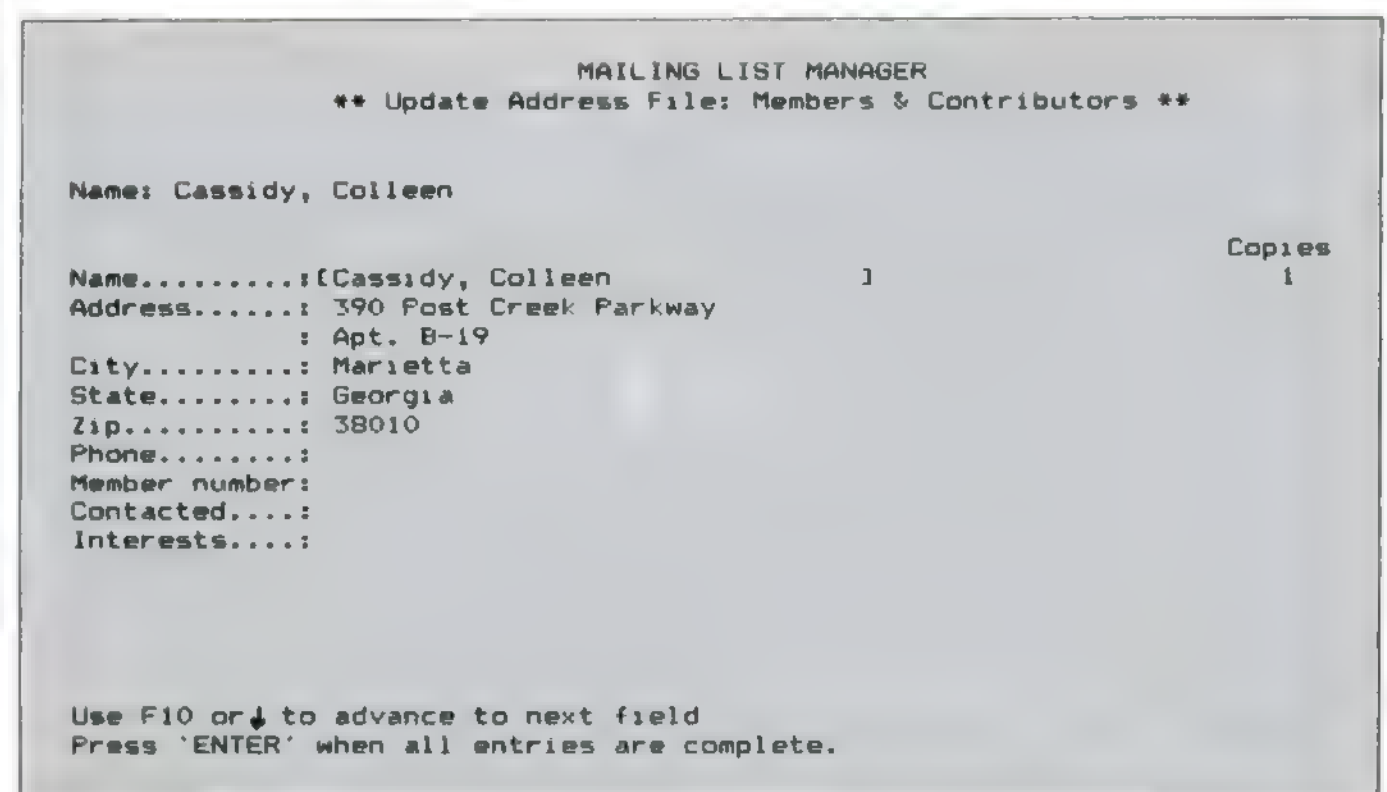 MAILING LIST MANAGER
** Update Address File: Members & Contributors **
Name: Cassidy, Colleen
Copies
Name.........:[Cassidy, Colleen ] 1
Address......: 390 Post Creek Parkway
: Apt. B-19
City.........: Marietta
State........: Georgia
Zip..........: 38010
Phone........:
Member number:
Contacted....:
Interests....:
Use F10 or ↓ to advance to next field
Press 'ENTER' when all entries are complete.